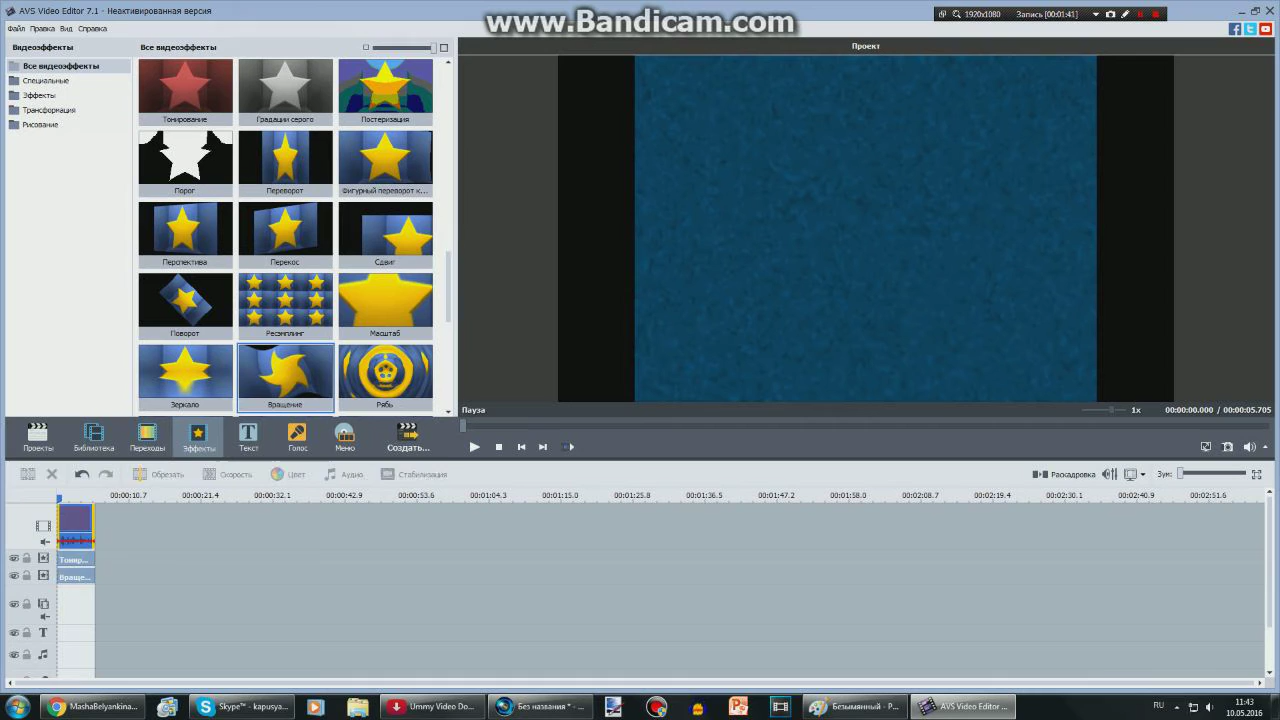 AVS Video Editor 7.1 - Неактивированная версия
www.Bandicam.com
1920x1080
Запись [00:01:41]
Файл Правка Вид Справка
Видеоэффекты
Все видеоэффекты
Проект
Все видеоэффекты
Специальные
Эффекты
Трансформация
Рисование
Тонирование
Градации серого
Постеризация
Порог
Переворот
Фигурный переворот к...
Перспектива
Перекос
Сдвиг
Поворот
Ресэмплинг
Масштаб
Зеркало
Вращение
Рябь
Пауза
1x
00:00:00.000 / 00:00:05.705
Проекты
Библиотека
Переходы
Эффекты
Текст
Голос
Меню
Создать...
Обрезать
Скорость
Цвет
Аудио
Стабилизация
Раскадровка
Зум:
00:00:10.7 00:00:21.4 00:00:32.1 00:00:42.9 00:00:53.6 00:01:04.3 00:01:15.0 00:01:25.8 00:01:36.5 00:01:47.2 00:01:58.0 00:02:08.7 00:02:19.4 00:02:30.1 00:02:40.9 00:02:51.6
Тонир...
Враще...
T
MashaBelyankina...
Skype™ - kapusya...
Ummy Video Do...
Без названия * - ...
Безымянный - P...
AVS Video Editor ...
RU
11:43
10.05.2016